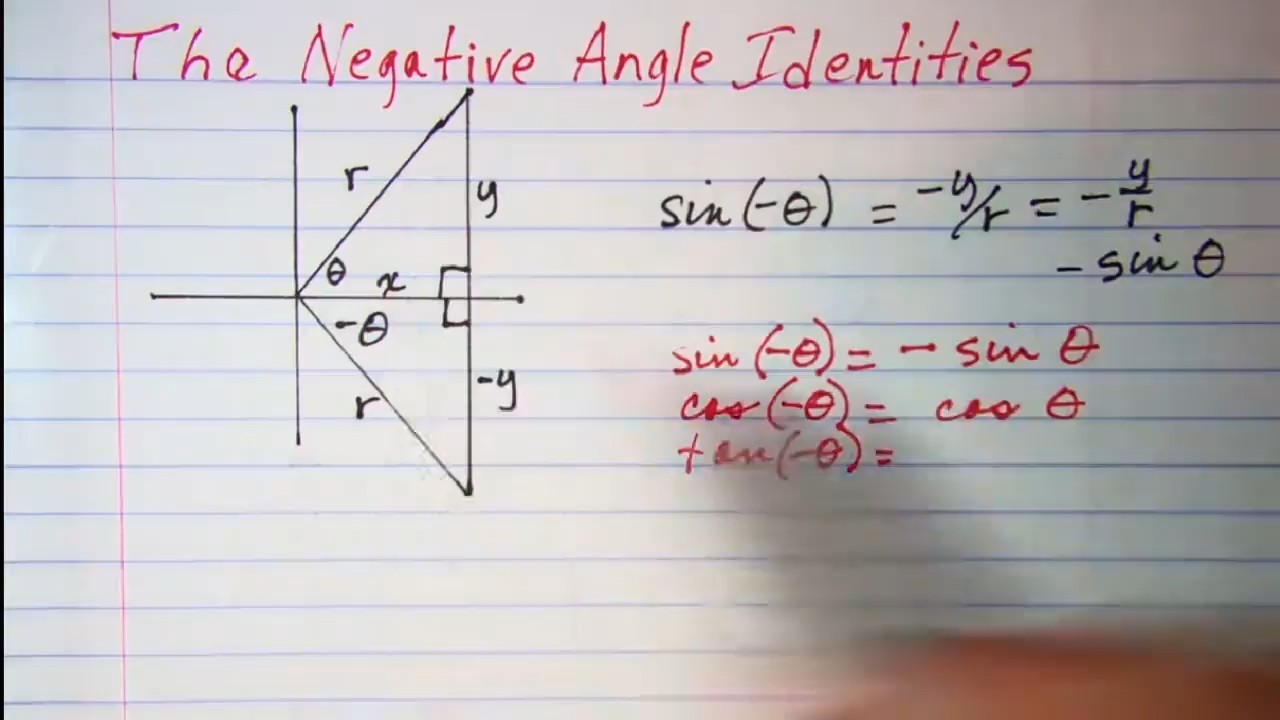 The Negative Angle Identities
r
y
θ
x
-θ
r
-y
sin(-θ) = -y/r = - y/r
- sin θ
sin(-θ) = - sin θ
cos(-θ) = cos θ
tan(-θ) =